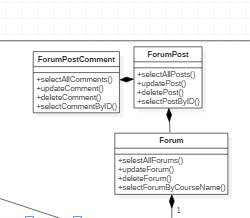 ForumPostComment
+selectAllComments()
+updateComment()
+deleteComment()
+selectCommentByID()
ForumPost
+selectAllPosts()
+updatePost()
+deletePost()
+selectPostByID()
Forum
+selestAllForums()
+updateForum()
+deleteForum()
+selectForumByCourseName()
1